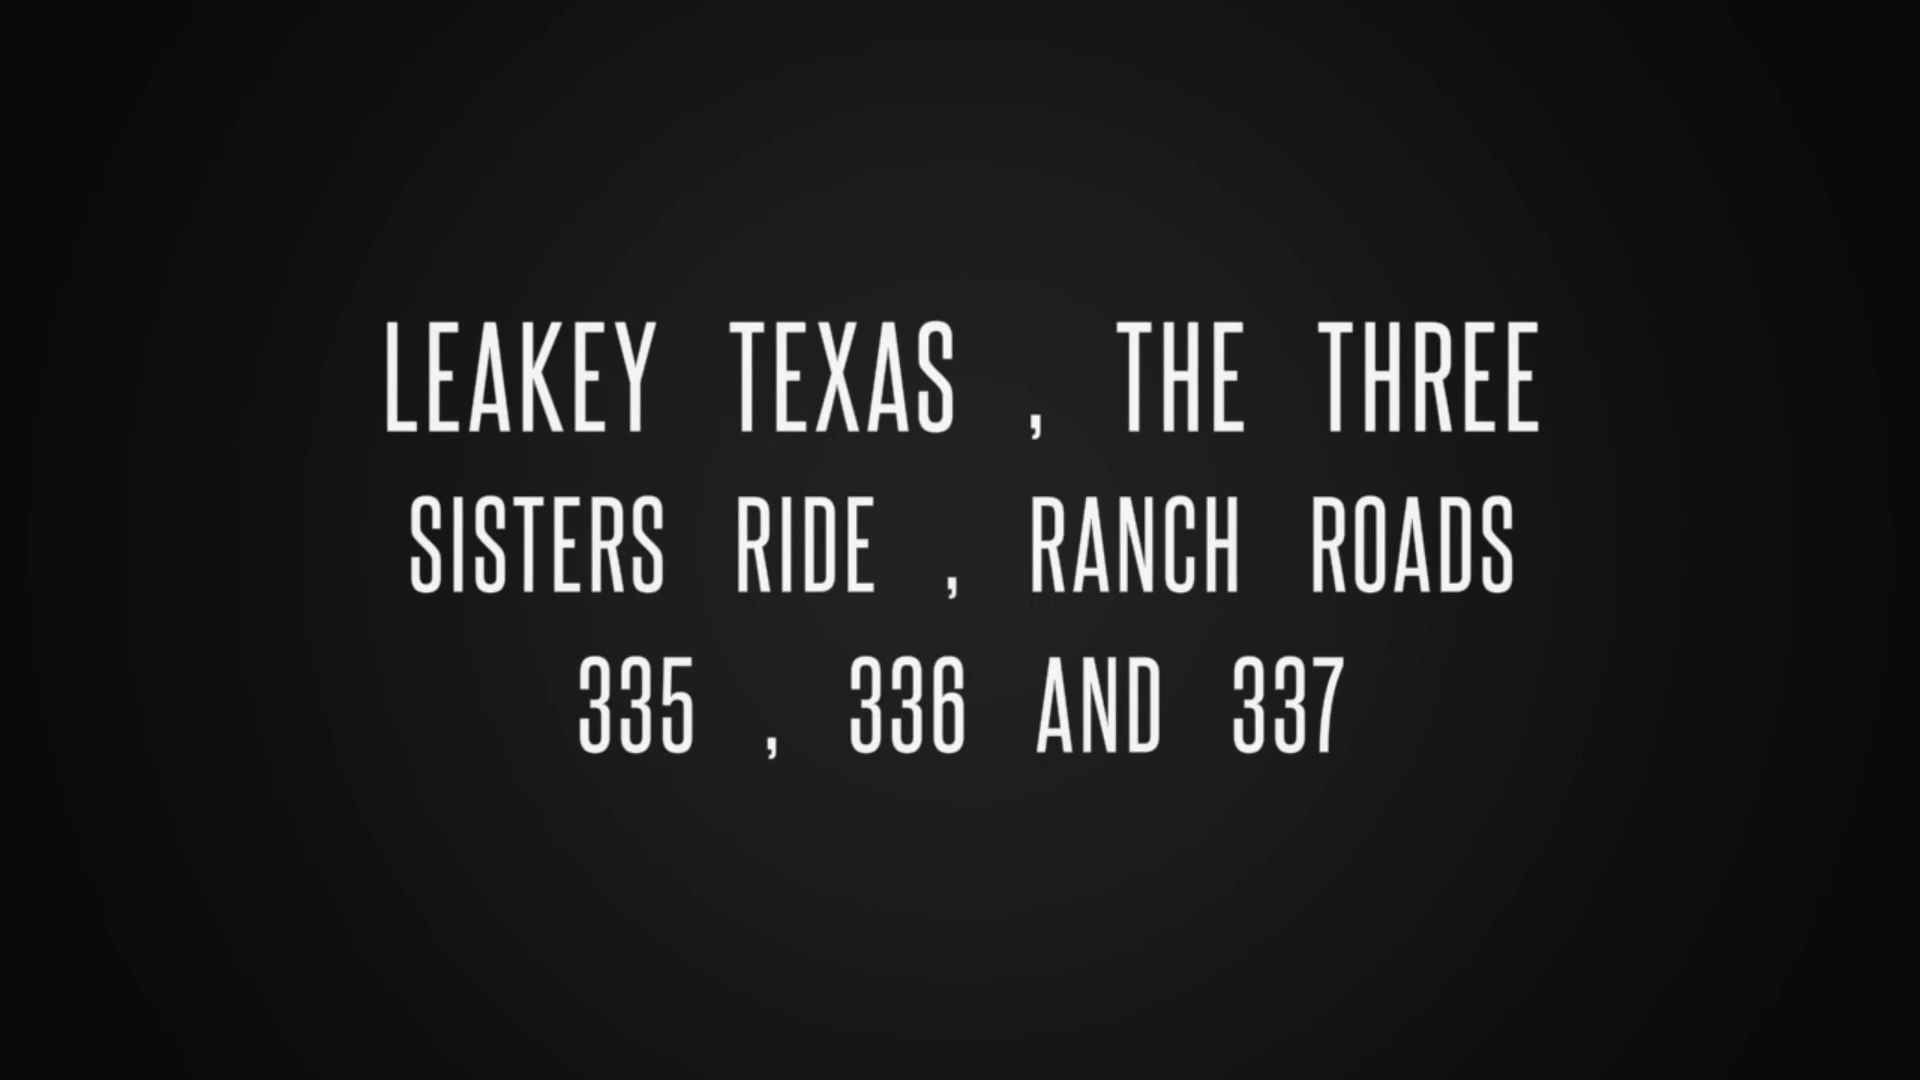 LEAKEY TEXAS , THE THREE
SISTERS RIDE , RANCH ROADS
335 , 336 AND 337